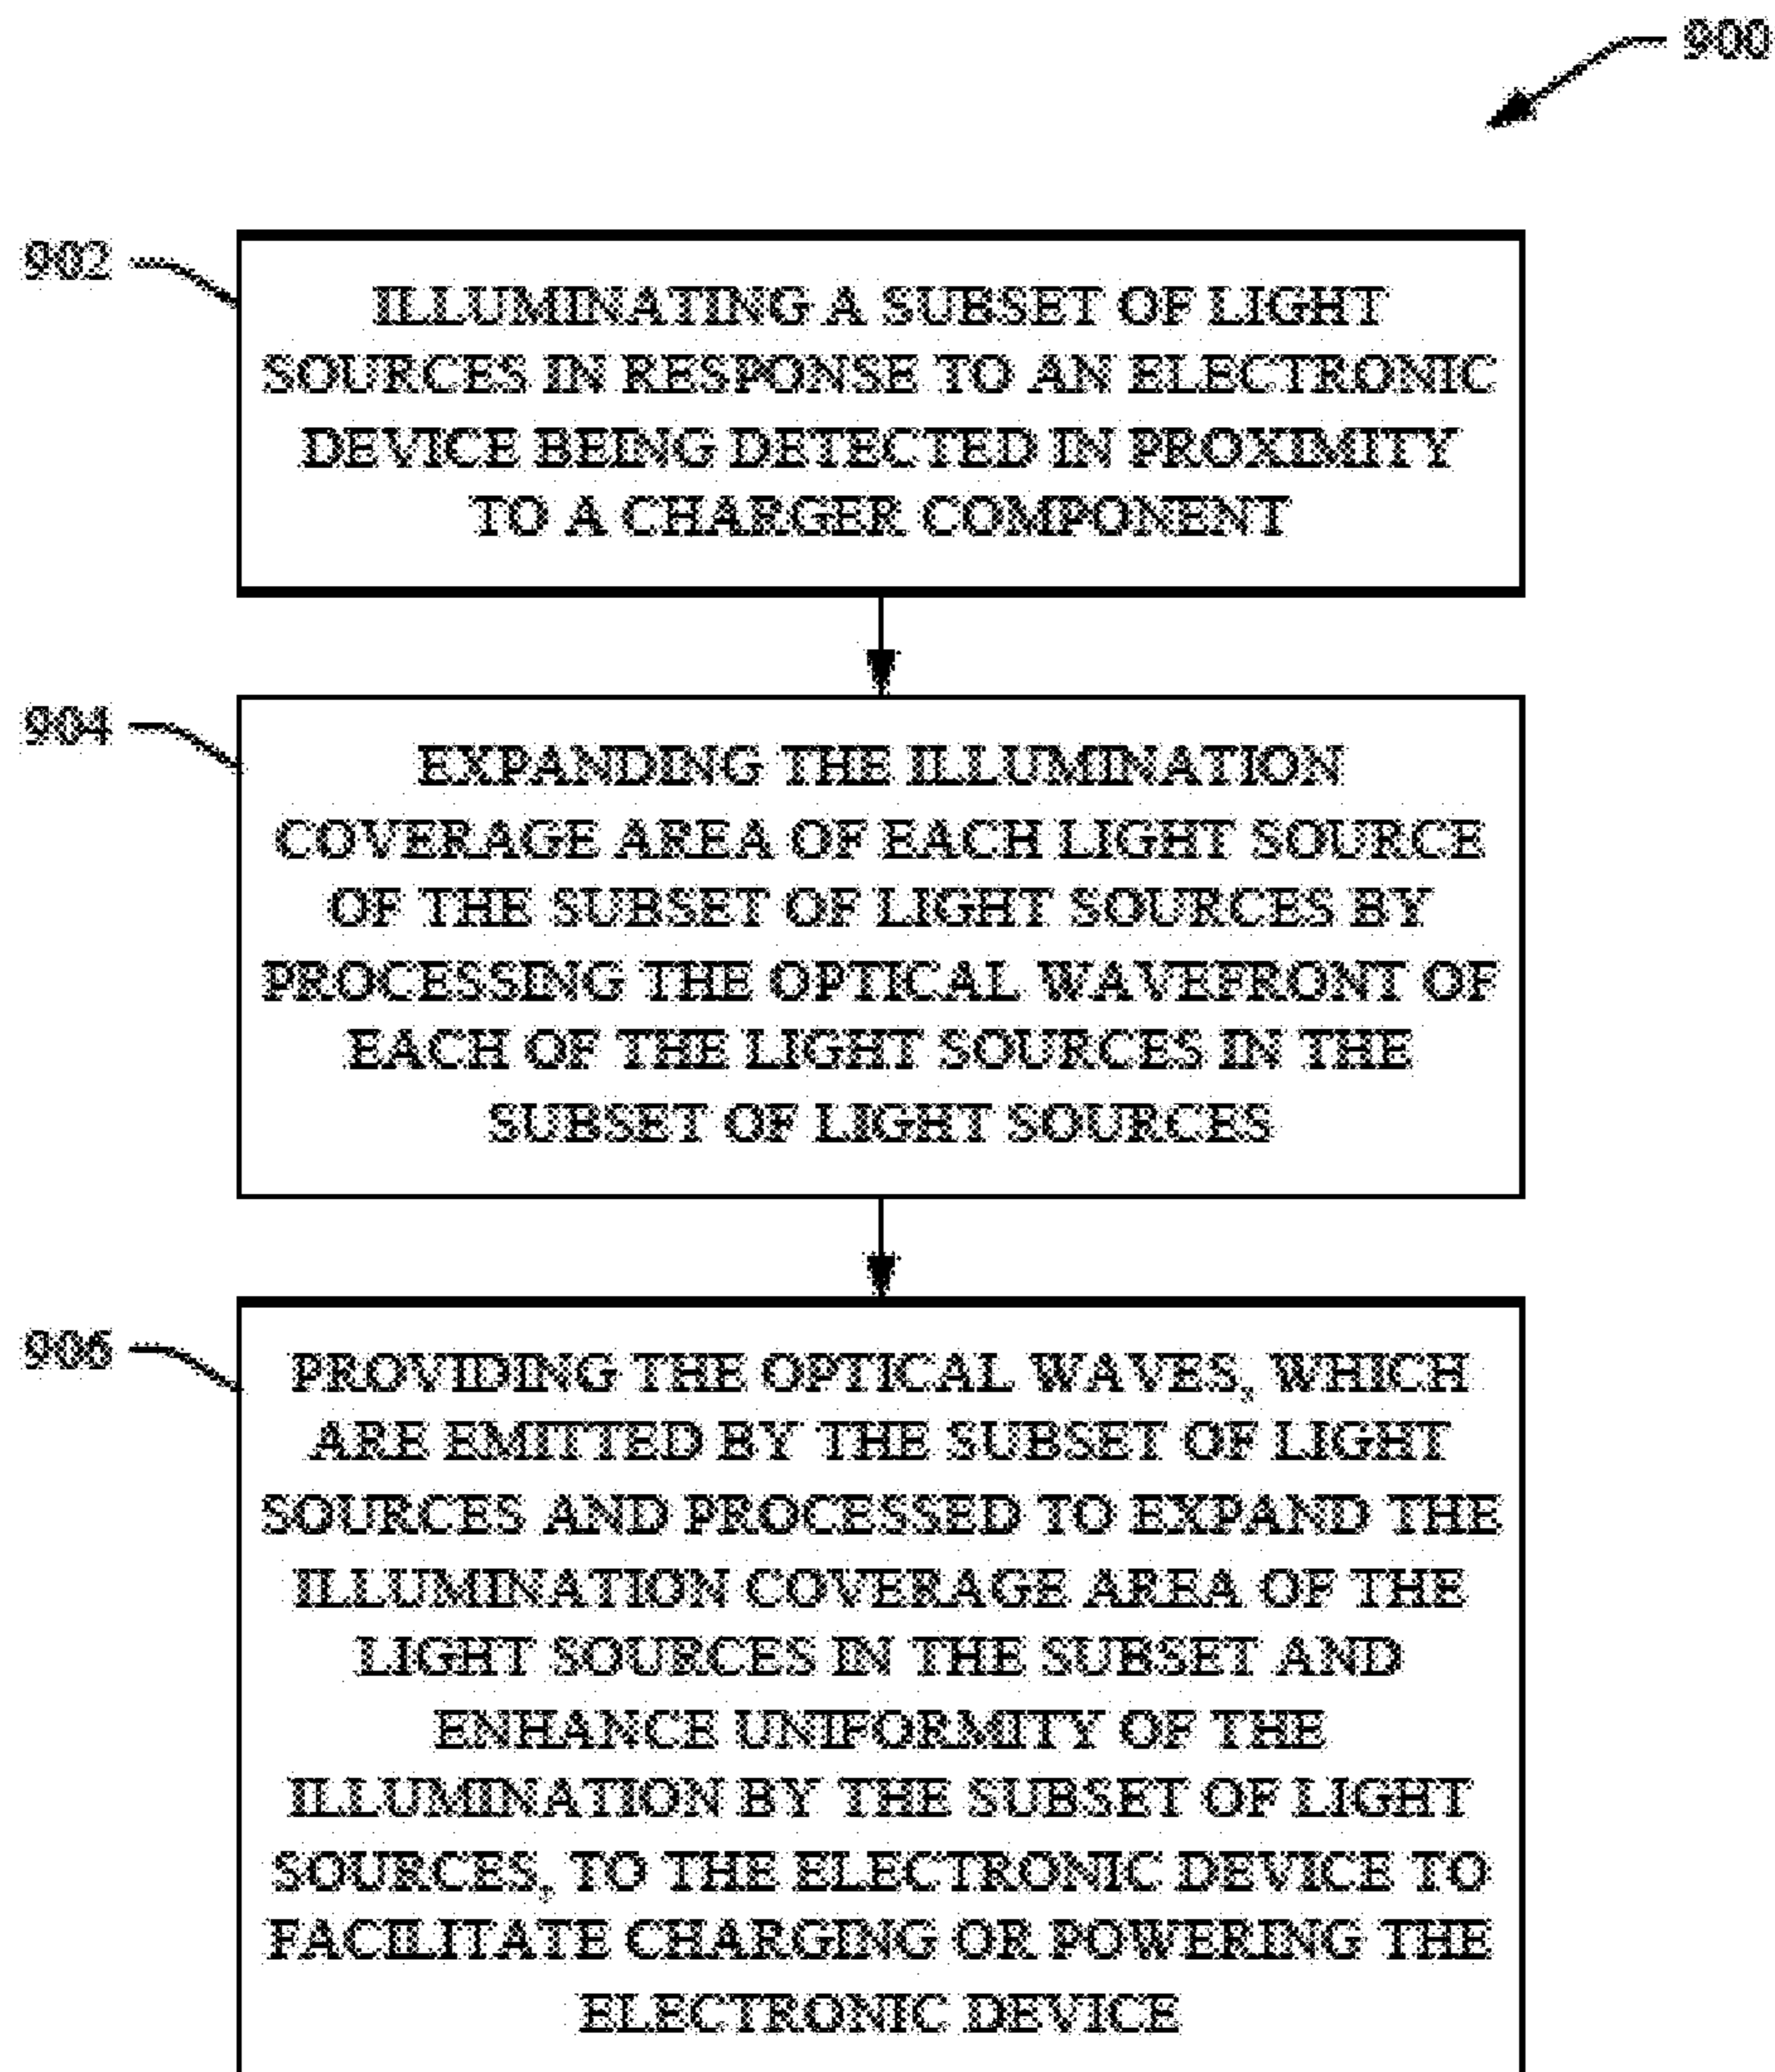 900
902
ILLUMINATING A SUBSET OF LIGHT
SOURCES IN RESPONSE TO AN ELECTRONIC
DEVICE BEING DETECTED IN PROXIMITY
TO A CHARGER COMPONENT
904
EXPANDING THE ILLUMINATION
COVERAGE AREA OF EACH LIGHT SOURCE
OF THE SUBSET OF LIGHT SOURCES BY
PROCESSING THE OPTICAL WAVEFRONT OF
EACH OF THE LIGHT SOURCES IN THE
SUBSET OF LIGHT SOURCES
906
PROVIDING THE OPTICAL WAVES, WHICH
ARE EMITTED BY THE SUBSET OF LIGHT
SOURCES AND PROCESSED TO EXPAND THE
ILLUMINATION COVERAGE AREA OF THE
LIGHT SOURCES IN THE SUBSET AND
ENHANCE UNIFORMITY OF THE
ILLUMINATION BY THE SUBSET OF LIGHT
SOURCES, TO THE ELECTRONIC DEVICE TO
FACILITATE CHARGING OR POWERING THE
ELECTRONIC DEVICE